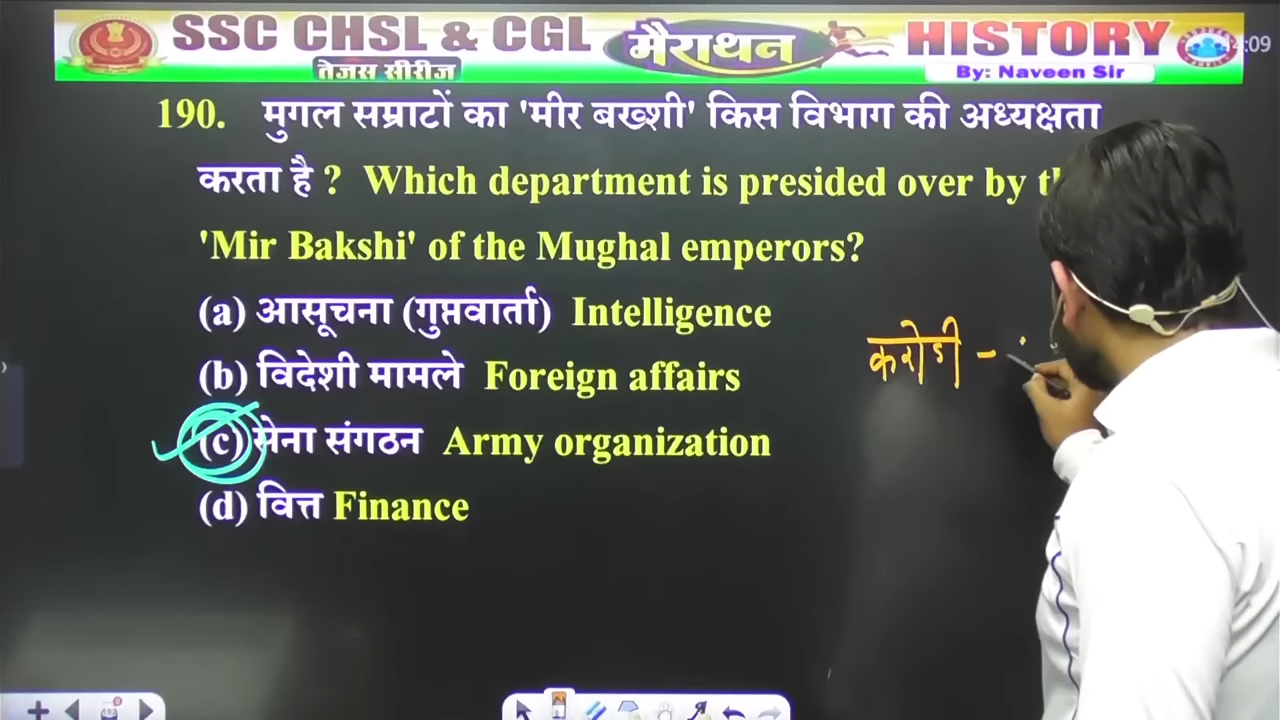 SSC CHSL & CGL मैराथन HISTORY
तेजस सीरीज By: Naveen Sir
190. मुगल सम्राटों का 'मीर बख्शी' किस विभाग की अध्यक्षता
करता है ? Which department is presided over by
'Mir Bakshi' of the Mughal emperors?
(a) आसूचना (गुप्तवार्ता) Intelligence
(b) विदेशी मामले Foreign affairs
करोड़ी -
(c) सेना संगठन Army organization
(d) वित्त Finance